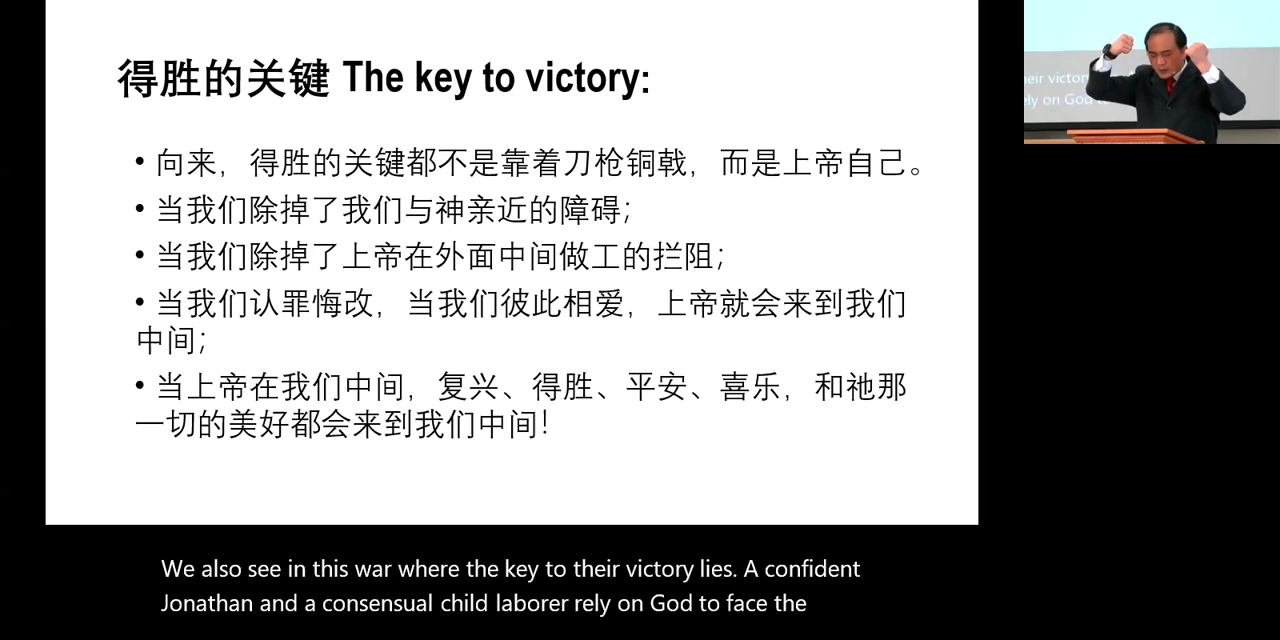 得胜的关键 The key to victory:
• 向来，得胜的关键都不是靠着刀枪铜戟，而是上帝自己。
• 当我们除掉了我们与神亲近的障碍；
• 当我们除掉了上帝在外面中间做工的拦阻；
• 当我们认罪悔改，当我们彼此相爱，上帝就会来到我们
中间；
• 当上帝在我们中间，复兴、得胜、平安、喜乐，和祂那
一切的美好都会来到我们中间！
eir victor
ely on God
We also see in this war where the key to their victory lies. A confident
Jonathan and a consensual child laborer rely on God to face the